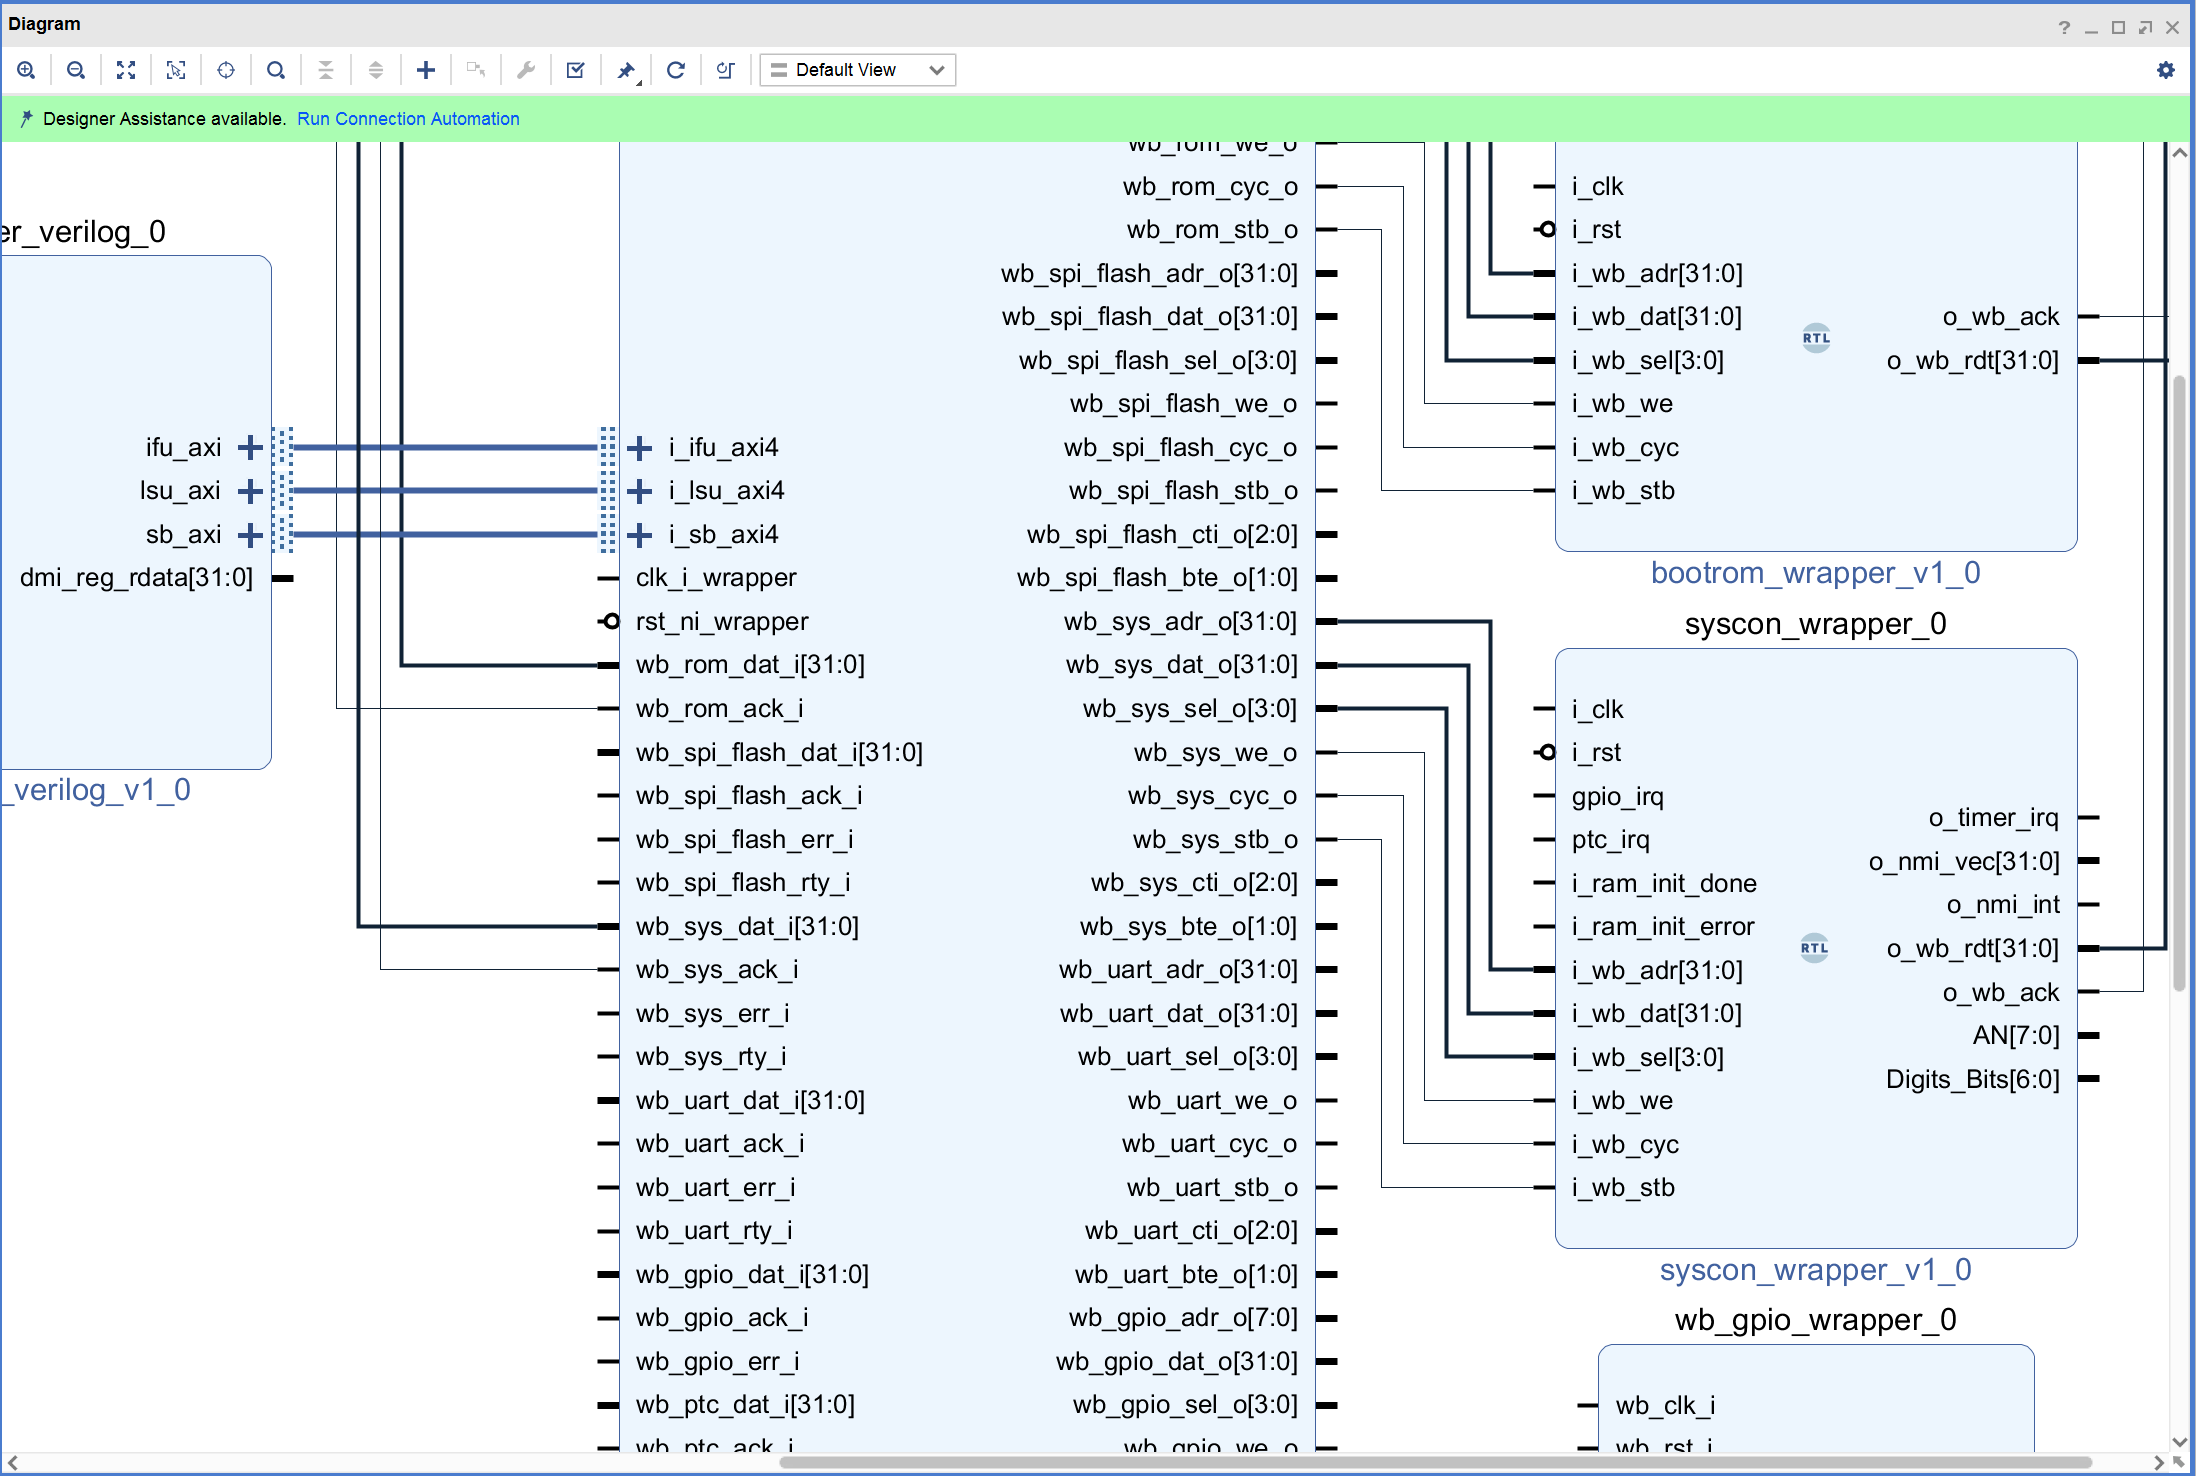 Diagram
Default View
Designer Assistance available. Run Connection Automation
er_verilog_0
ifu_axi
lsu_axi
sb_axi
dmi_reg_rdata[31:0]
_verilog_v1_0
i_ifu_axi4
i_lsu_axi4
i_sb_axi4
clk_i_wrapper
rst_ni_wrapper
wb_rom_dat_i[31:0]
wb_rom_ack_i
wb_spi_flash_dat_i[31:0]
wb_spi_flash_ack_i
wb_spi_flash_err_i
wb_spi_flash_rty_i
wb_sys_dat_i[31:0]
wb_sys_ack_i
wb_sys_err_i
wb_sys_rty_i
wb_uart_dat_i[31:0]
wb_uart_ack_i
wb_uart_err_i
wb_uart_rty_i
wb_gpio_dat_i[31:0]
wb_gpio_ack_i
wb_gpio_err_i
wb_ptc_dat_i[31:0]
wb_ptc_ack_i
wb_rom_we_o
wb_rom_cyc_o
wb_rom_stb_o
wb_spi_flash_adr_o[31:0]
wb_spi_flash_dat_o[31:0]
wb_spi_flash_sel_o[3:0]
wb_spi_flash_we_o
wb_spi_flash_cyc_o
wb_spi_flash_stb_o
wb_spi_flash_cti_o[2:0]
wb_spi_flash_bte_o[1:0]
wb_sys_adr_o[31:0]
wb_sys_dat_o[31:0]
wb_sys_sel_o[3:0]
wb_sys_we_o
wb_sys_cyc_o
wb_sys_stb_o
wb_sys_cti_o[2:0]
wb_sys_bte_o[1:0]
wb_uart_adr_o[31:0]
wb_uart_dat_o[31:0]
wb_uart_sel_o[3:0]
wb_uart_we_o
wb_uart_cyc_o
wb_uart_stb_o
wb_uart_cti_o[2:0]
wb_uart_bte_o[1:0]
wb_gpio_adr_o[7:0]
wb_gpio_dat_o[31:0]
wb_gpio_sel_o[3:0]
wb_gpio_we_o
i_clk
i_rst
i_wb_adr[31:0]
i_wb_dat[31:0]
i_wb_sel[3:0]
i_wb_we
i_wb_cyc
i_wb_stb
RTL
o_wb_ack
o_wb_rdt[31:0]
bootrom_wrapper_v1_0
syscon_wrapper_0
i_clk
i_rst
gpio_irq
ptc_irq
i_ram_init_done
i_ram_init_error
i_wb_adr[31:0]
i_wb_dat[31:0]
i_wb_sel[3:0]
i_wb_we
i_wb_cyc
i_wb_stb
RTL
o_timer_irq
o_nmi_vec[31:0]
o_nmi_int
o_wb_rdt[31:0]
o_wb_ack
AN[7:0]
Digits_Bits[6:0]
syscon_wrapper_v1_0
wb_gpio_wrapper_0
wb_clk_i
wb_rst_i